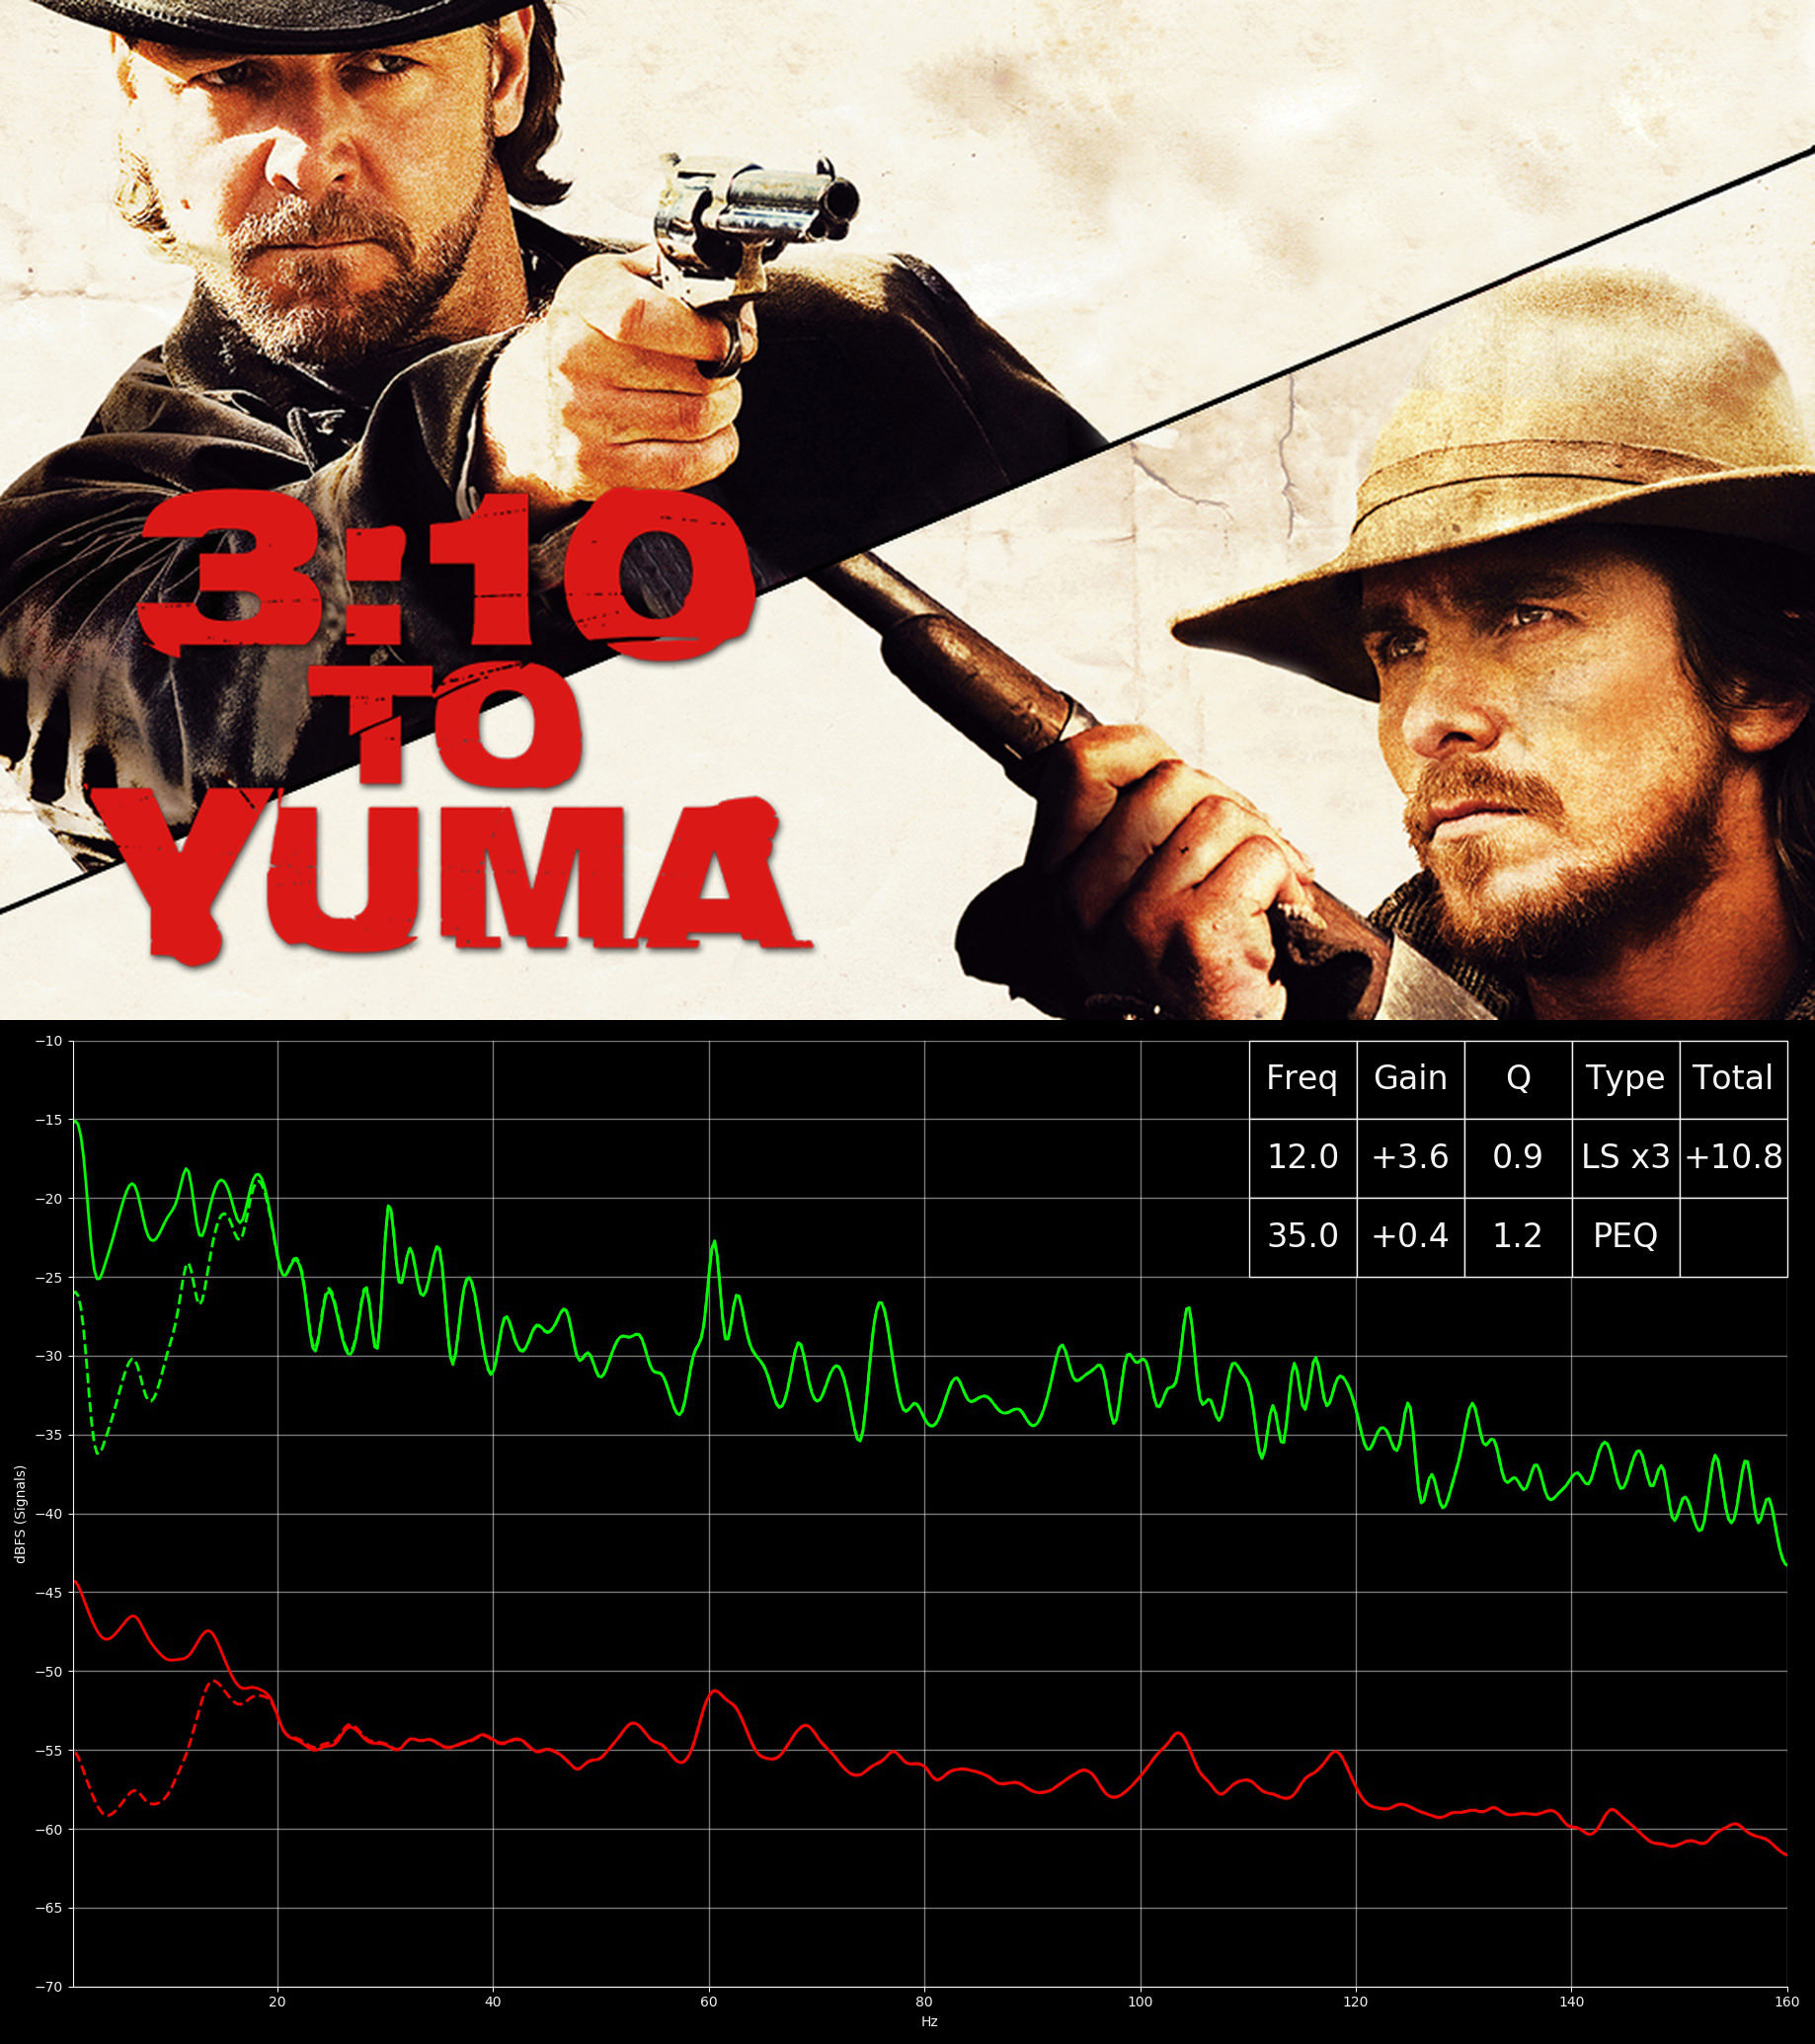 3:10
TO
YUMA
Freq Gain Q Type Total
12.0 +3.6 0.9 LS x3 +10.8
35.0 +0.4 1.2 PEQ
−10
−15
−20
−25
−30
−35
−40
−45
−50
−55
−60
−65
−70
dBFS (Signals)
20 40 60 80 100 120 140 160
Hz